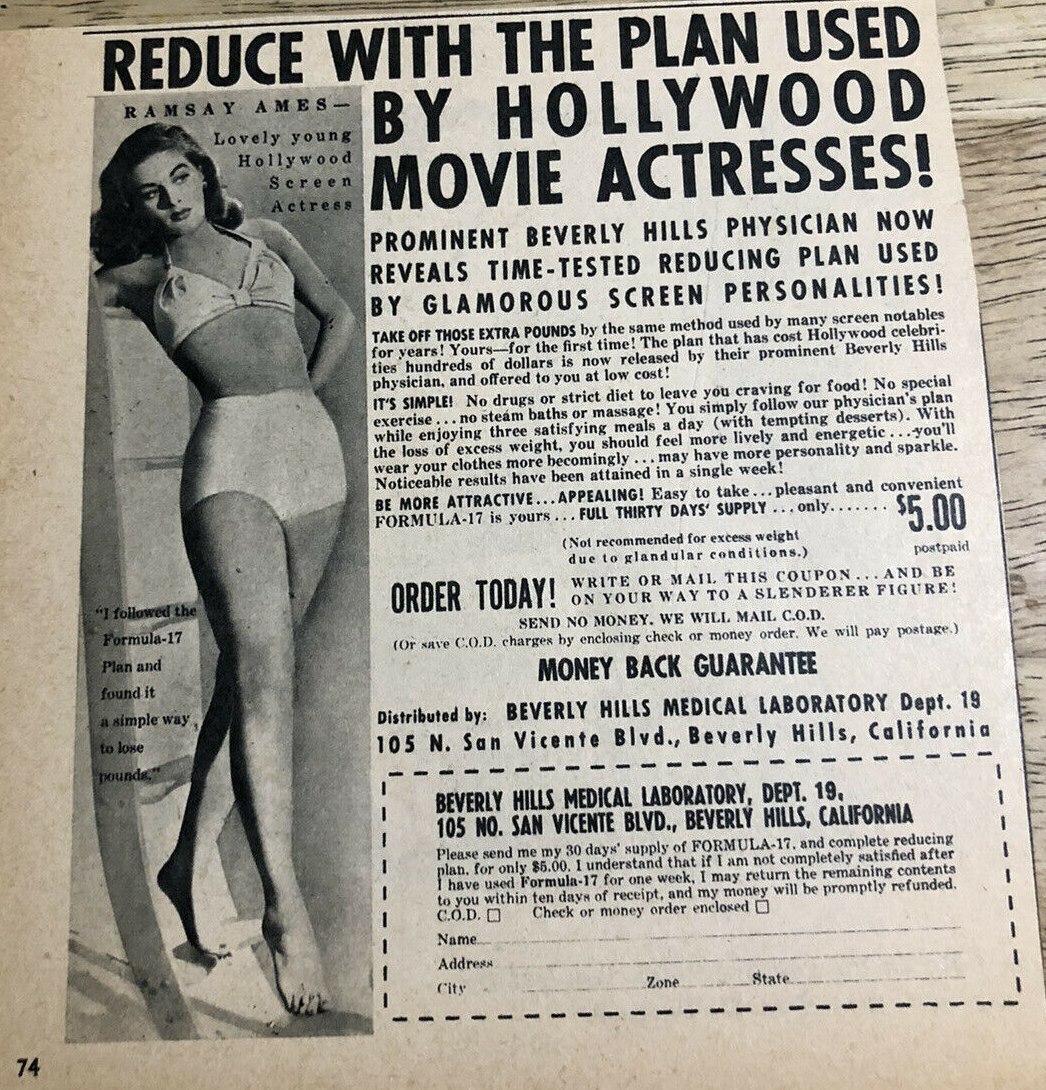 REDUCE WITH THE PLAN USED
BY HOLLYWOOD
MOVIE ACTRESSES!
RAMSAY AMES—
Lovely young
Hollywood
Screen
Actress
PROMINENT BEVERLY HILLS PHYSICIAN NOW
REVEALS TIME-TESTED REDUCING PLAN USED
BY GLAMOROUS SCREEN PERSONALITIES!
TAKE OFF THOSE EXTRA POUNDS by the same method used by many screen notables
for years! Yours—for the first time! The plan that has cost Hollywood celebri-
ties hundreds of dollars is now released by their prominent Beverly Hills
physician, and offered to you at low cost!
IT'S SIMPLE! No drugs or strict diet to leave you craving for food! No special
exercise...no steam baths or massage! You simply follow our physician's plan
while enjoying three satisfying meals a day (with tempting desserts). With
the loss of excess weight, you should feel more lively and energetic...you'll
wear your clothes more becomingly...may have more personality and sparkle.
Noticeable results have been attained in a single week!
BE MORE ATTRACTIVE...APPEALING! Easy to take...pleasant and convenient
FORMULA-17 is yours...FULL THIRTY DAYS' SUPPLY...only....... $5.00
postpaid
(Not recommended for excess weight
due to glandular conditions.)
ORDER TODAY! WRITE OR MAIL THIS COUPON...AND BE
ON YOUR WAY TO A SLENDERER FIGURE!
SEND NO MONEY. WE WILL MAIL C.O.D.
(Or save C.O.D. charges by enclosing check or money order. We will pay postage.)
MONEY BACK GUARANTEE
Distributed by: BEVERLY HILLS MEDICAL LABORATORY Dept. 19
105 N. San Vicente Blvd., Beverly Hills, California
"I followed the
Formula-17
Plan and
found it
a simple way
to lose
pounds."
BEVERLY HILLS MEDICAL LABORATORY, DEPT. 19,
105 NO. SAN VICENTE BLVD., BEVERLY HILLS, CALIFORNIA
Please send me my 30 days' supply of FORMULA-17, and complete reducing
plan, for only $5.00. I understand that if I am not completely satisfied after
I have used Formula-17 for one week, I may return the remaining contents
to you within ten days of receipt, and my money will be promptly refunded.
C.O.D. □ Check or money order enclosed □
Name
Address
City Zone State
74